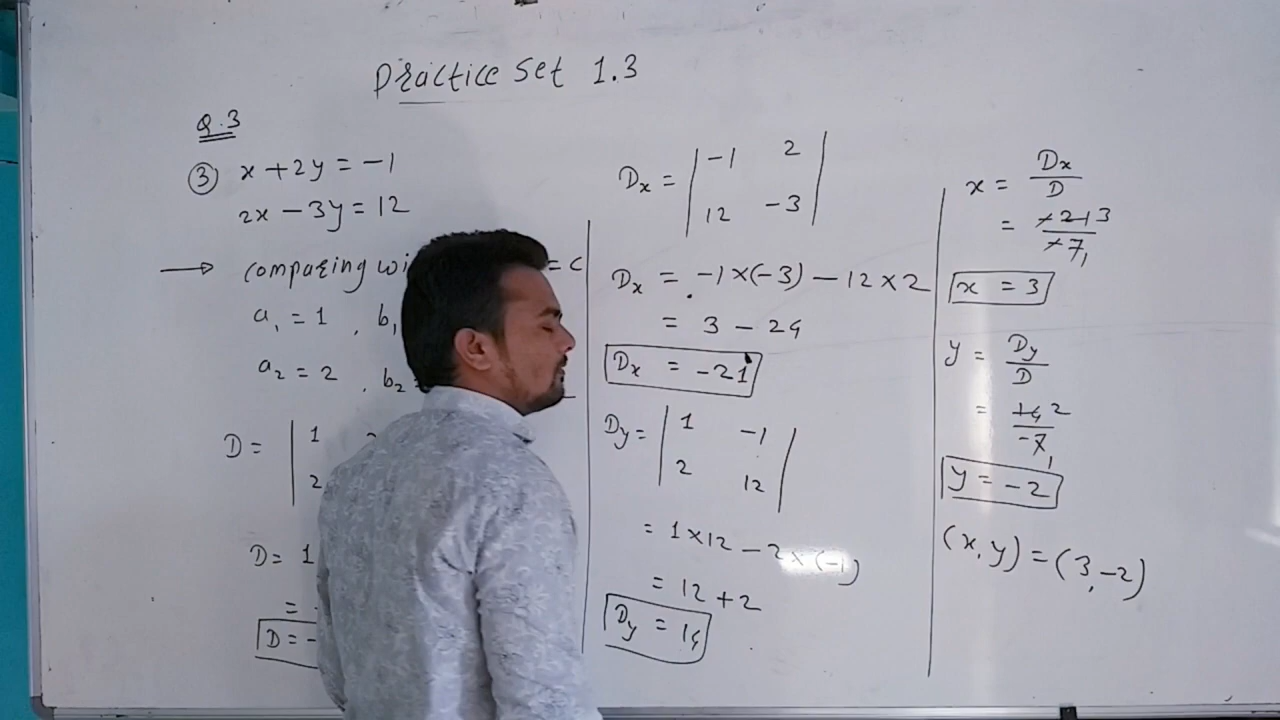 Practice Set 1.3
Q.3
③ x + 2y = -1
2x - 3y = 12
→ comparing wi = c
a₁ = 1 , b₁
a₂ = 2 , b₂
D = | 1
2
D = 1
=
D = -
Dx = | -1 2 |
| 12 -3 |
Dx = -1×(-3) - 12×2
= 3 - 24
Dx = -21
Dy = | 1 -1 |
| 2 12 |
= 1×12 - 2×(-1)
= 12 + 2
Dy = 14
x = Dx/D
= -21 3 / -7 1
x = 3
y = Dy/D
= 14 2 / -7 1
y = -2
(x, y) = (3, -2)